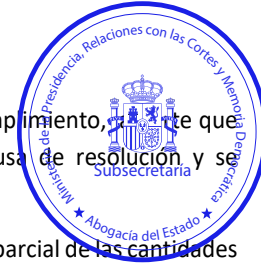 Ministerio de la Presidencia, Relaciones con las Cortes y Memoria Democrática
plimiento, te que
usa de resolución y se
Subsecretaría
★ Abogacía del Estado ★
parcial de las cantidades